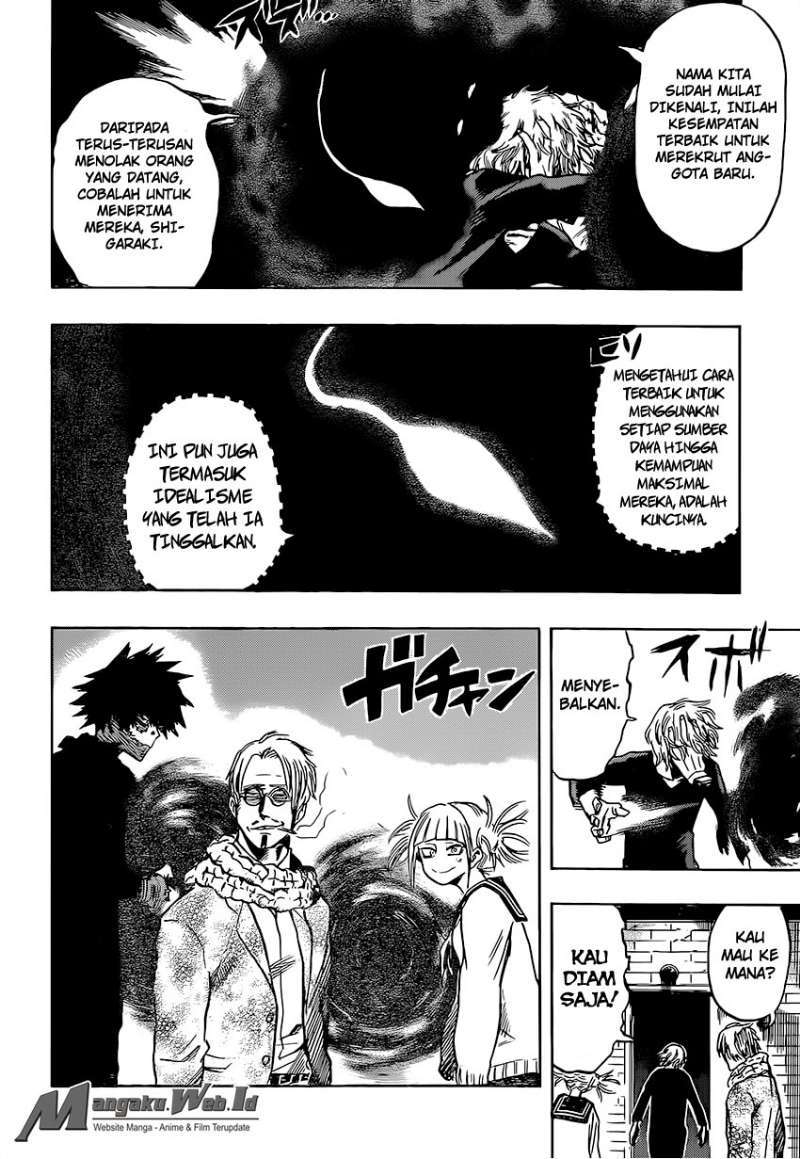 ズズ…
NAMA KITA
SUDAH MULAI
DIKENALI, INILAH
KESEMPATAN
TERBAIK UNTUK
MEREKRUT ANG-
GOTA BARU.
DARIPADA
TERUS-TERUSAN
MENOLAK ORANG
YANG DATANG,
COBALAH UNTUK
MENERIMA
MEREKA, SHI-
GARAKI.
MENGETAHUI CARA
TERBAIK UNTUK
MENGGUNAKAN
SETIAP SUMBER
DAYA HINGGA
KEMAMPUAN
MAKSIMAL
MEREKA, ADALAH
KUNCINYA.
INI PUN JUGA
TERMASUK
IDEALISME
YANG TELAH IA
TINGGALKAN.
ズボ
MENYE-
BALKAN.
KAU
MAU KE
MANA?
KAU
DIAM
SAJA!
ガチャン
Mangaku.Web.Id
Website Manga - Anime & Film Terupdate